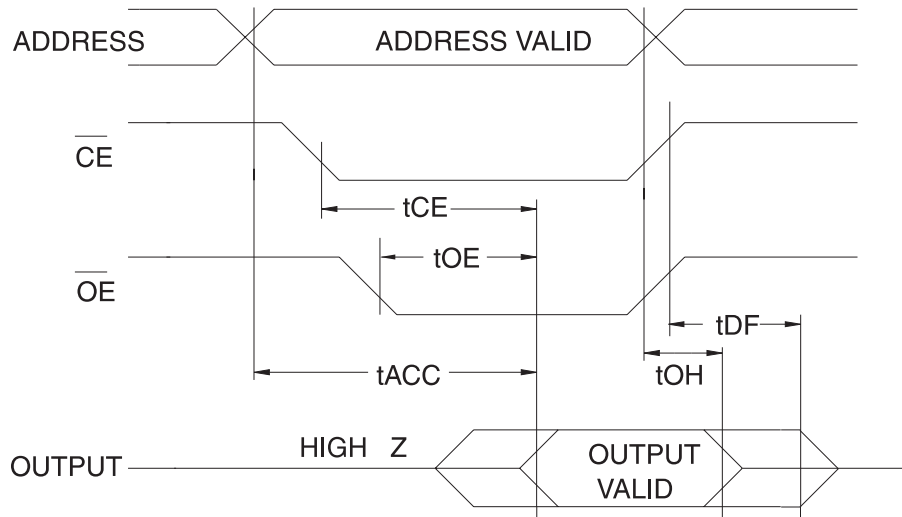 ADDRESS
ADDRESS VALID
CE
tCE
tOE
OE
tDF
tACC
tOH
HIGH Z
OUTPUT
OUTPUT
VALID